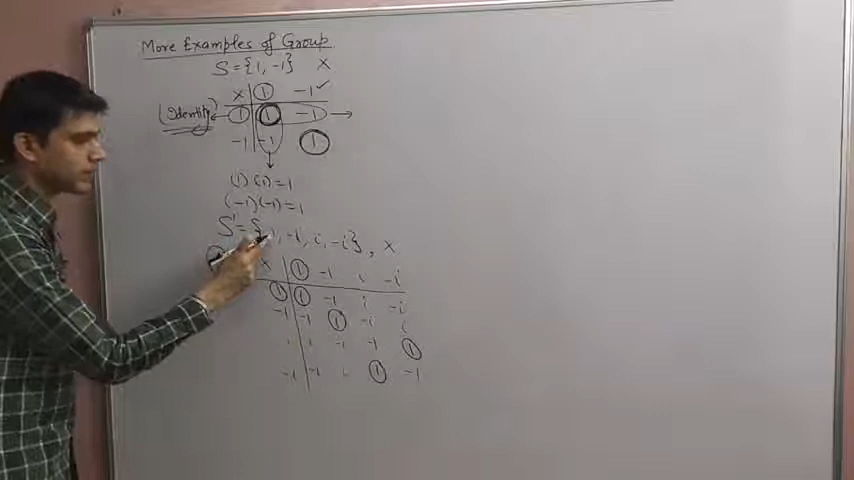 More Examples of Group
S = {1, -1} ×
× 1 -1 ✓
(Identity) ← 1 1 -1 →
-1 -1 1
↓
(1) (1) = 1
(-1)(-1) = 1
S' = { 1, -1, i, -i } , ×
× 1 -1 i -i
1 1 -1 i -i
-1 -1 1 -i i
i i -i -1 1
-i -i i 1 -1